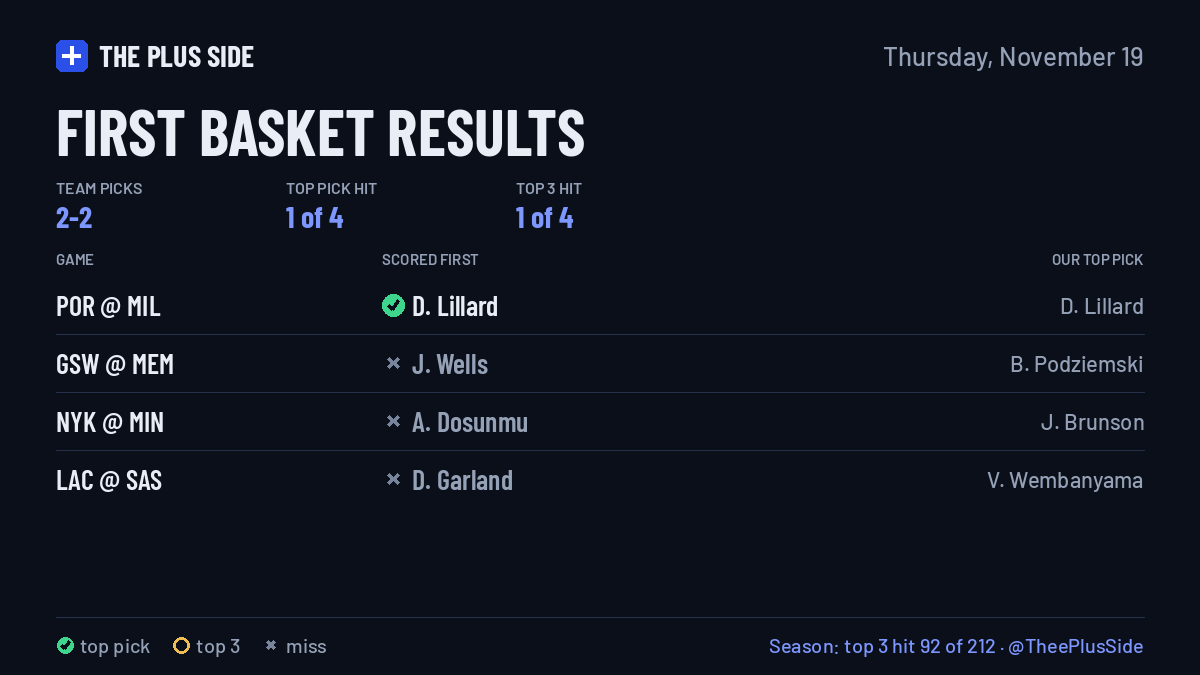 THE PLUS SIDE
Thursday, November 19
FIRST BASKET RESULTS
TEAM PICKS TOP PICK HIT TOP 3 HIT
2-2 1 of 4 1 of 4
GAME SCORED FIRST OUR TOP PICK
POR @ MIL D. Lillard D. Lillard
GSW @ MEM J. Wells B. Podziemski
NYK @ MIN A. Dosunmu J. Brunson
LAC @ SAS D. Garland V. Wembanyama
top pick top 3 miss
Season: top 3 hit 92 of 212 · @TheePlusSide